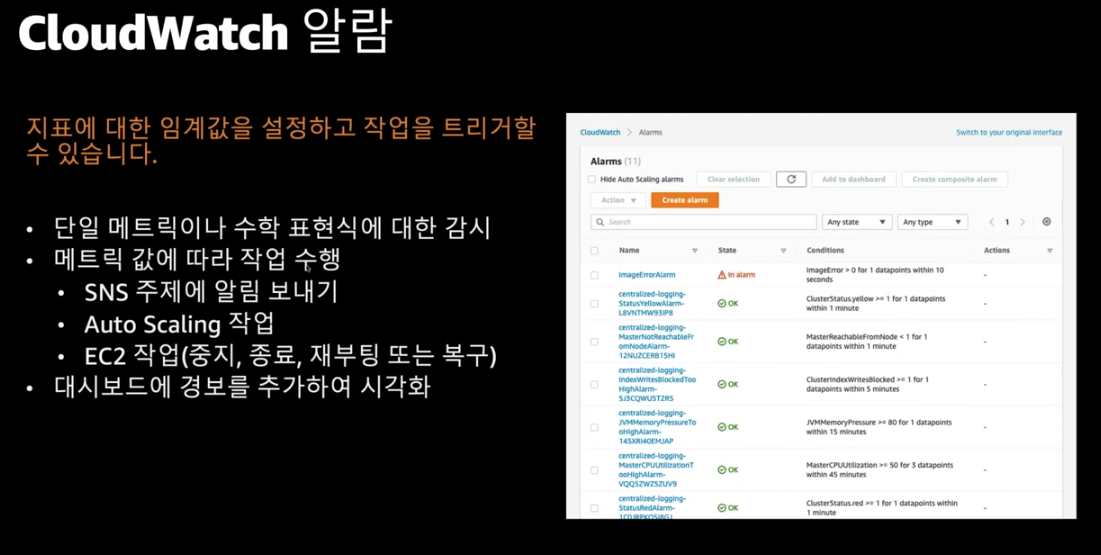 CloudWatch 알람
지표에 대한 임계값을 설정하고 작업을 트리거할
수 있습니다.
• 단일 메트릭이나 수학 표현식에 대한 감시
• 메트릭 값에 따라 작업 수행
• SNS 주제에 알림 보내기
• Auto Scaling 작업
• EC2 작업(중지, 종료, 재부팅 또는 복구)
• 대시보드에 경보를 추가하여 시각화
CloudWatch > Alarms
Switch to your original interface
Alarms (11)
Hide Auto Scaling alarms
Clear selection
Add to dashboard
Create composite alarm
Action
Create alarm
Search
Any state
Any type
< 1 >
Name State Conditions Actions
ImageErrorAlarm
In alarm
ImageError > 0 for 1 datapoints within 10
seconds
-
centralized-logging-
StatusYellowAlarm-
L8VNTMW93IP8
OK
ClusterStatus.yellow >= 1 for 1 datapoints
within 1 minute
-
centralized-logging-
MasterNotReachableFr
omNodeAlarm-
12NUZCERB15HI
OK
MasterReachableFromNode < 1 for 1
datapoints within 1 minute
-
centralized-logging-
IndexWritesBlockedToo
HighAlarm-
SJ3CQWU5T2RS
OK
ClusterIndexWritesBlocked >= 1 for 1
datapoints within 5 minutes
-
centralized-logging-
JVMMemoryPressureTo
oHighAlarm-
145XRI40EMJAP
OK
JVMMemoryPressure >= 80 for 1 datapoints
within 15 minutes
-
centralized-logging-
MasterCPUUtilizationT
ooHighAlarm-
VQQ5ZWZ5ZUV9
OK
MasterCPUUtilization >= 50 for 3 datapoints
within 45 minutes
-
centralized-logging-
StatusRedAlarm-
OK
ClusterStatus.red >= 1 for 1 datapoints within
1 minute
-